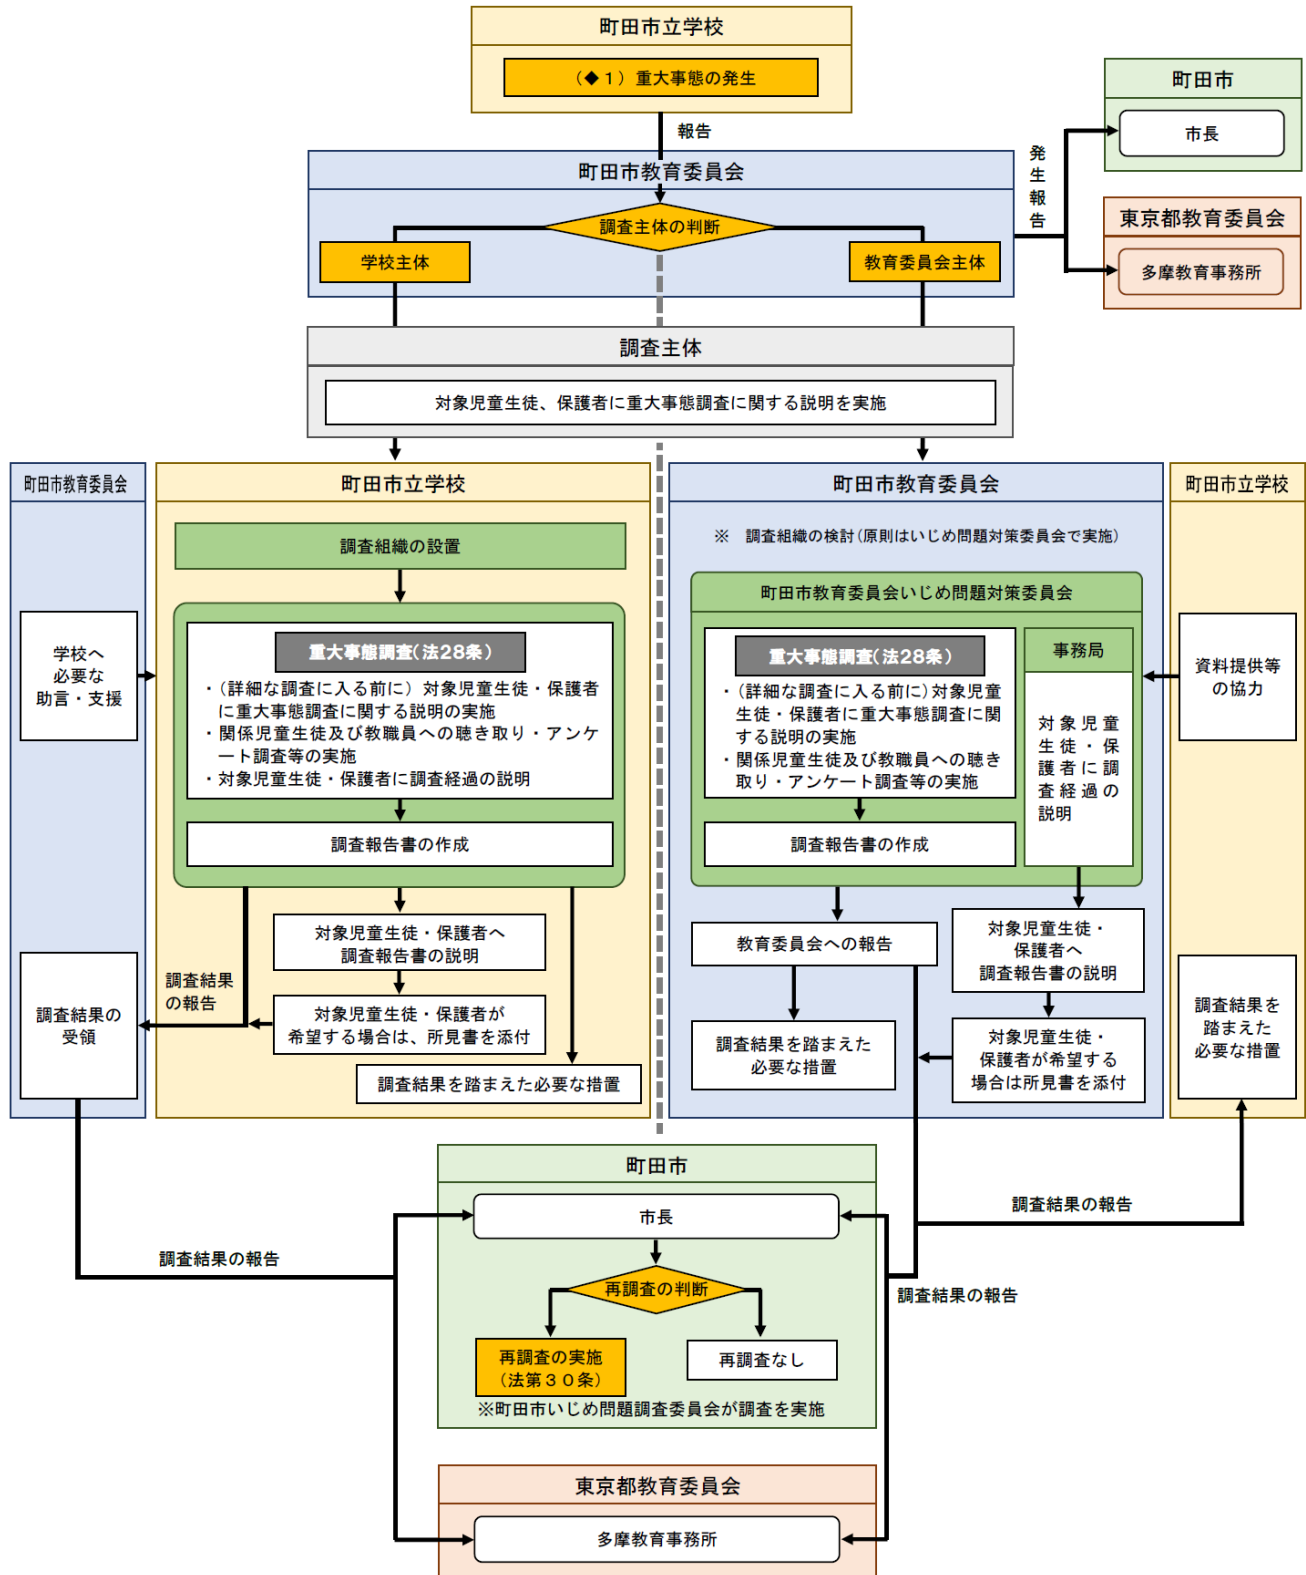 町田市立学校
(◆1)重大事態の発生
報告
町田市
市長
発生報告
町田市教育委員会
調査主体の判断
学校主体
教育委員会主体
東京都教育委員会
多摩教育事務所
調査主体
対象児童生徒、保護者に重大事態調査に関する説明を実施
町田市教育委員会
学校へ
必要な
助言・支援
調査結果の
受領
町田市立学校
調査組織の設置
重大事態調査(法28条)
・(詳細な調査に入る前に)対象児童生徒・保護者
に重大事態調査に関する説明の実施
・関係児童生徒及び教職員への聴き取り・アンケ
ート調査等の実施
・対象児童生徒・保護者に調査経過の説明
調査報告書の作成
対象児童生徒・保護者へ
調査報告書の説明
調査結果
の報告
対象児童生徒・保護者が
希望する場合は、所見書を添付
調査結果を踏まえた必要な措置
町田市教育委員会
※ 調査組織の検討(原則はいじめ問題対策委員会で実施)
町田市教育委員会いじめ問題対策委員会
重大事態調査(法28条)
・(詳細な調査に入る前に)対象児童
生徒・保護者に重大事態調査に関
する説明の実施
・関係児童生徒及び教職員への聴き
取り・アンケート調査等の実施
調査報告書の作成
事務局
対象児童
生徒・保
護者に調
査経過の
説明
教育委員会への報告
調査結果を踏まえた
必要な措置
対象児童生徒・
保護者へ
調査報告書の説明
対象児童生徒・
保護者が希望する
場合は所見書を添付
町田市立学校
資料提供等
の協力
調査結果を
踏まえた
必要な措置
調査結果の報告
調査結果の報告
調査結果の報告
町田市
市長
再調査の判断
再調査の実施
(法第30条)
再調査なし
※町田市いじめ問題調査委員会が調査を実施
東京都教育委員会
多摩教育事務所